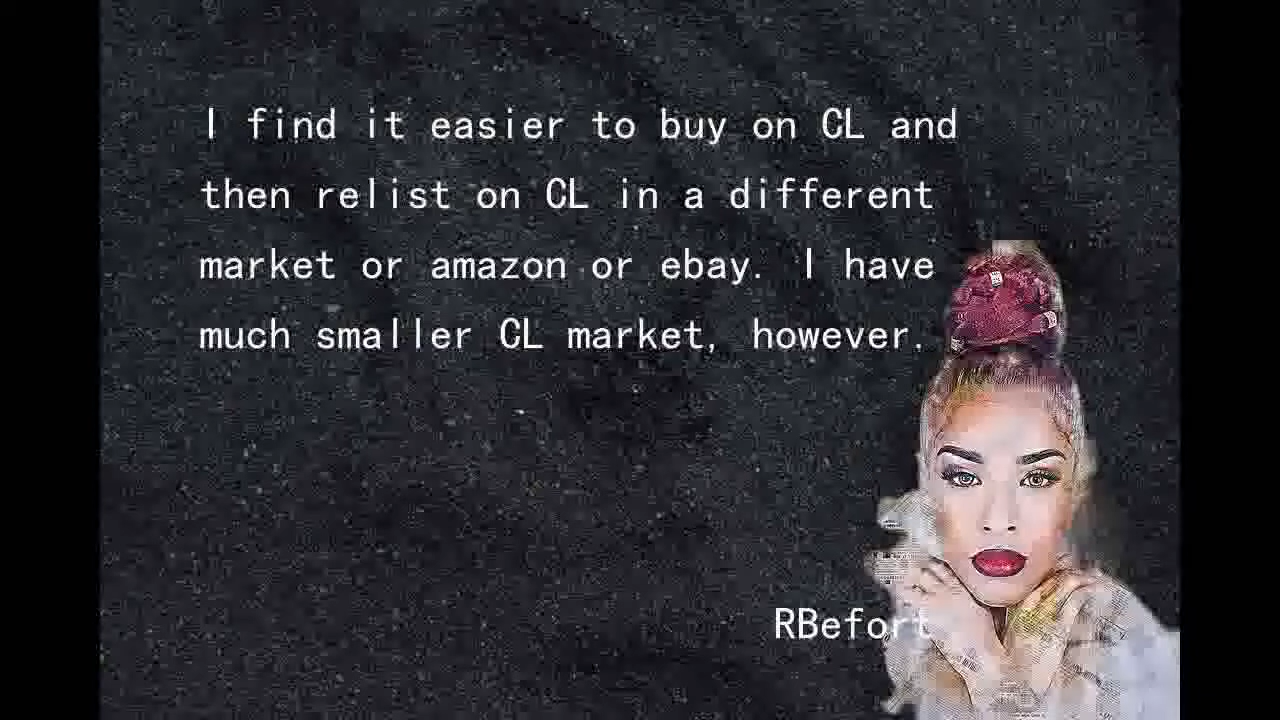 I find it easier to buy on CL and
then relist on CL in a different
market or amazon or ebay. I have
much smaller CL market, however.
RBefort